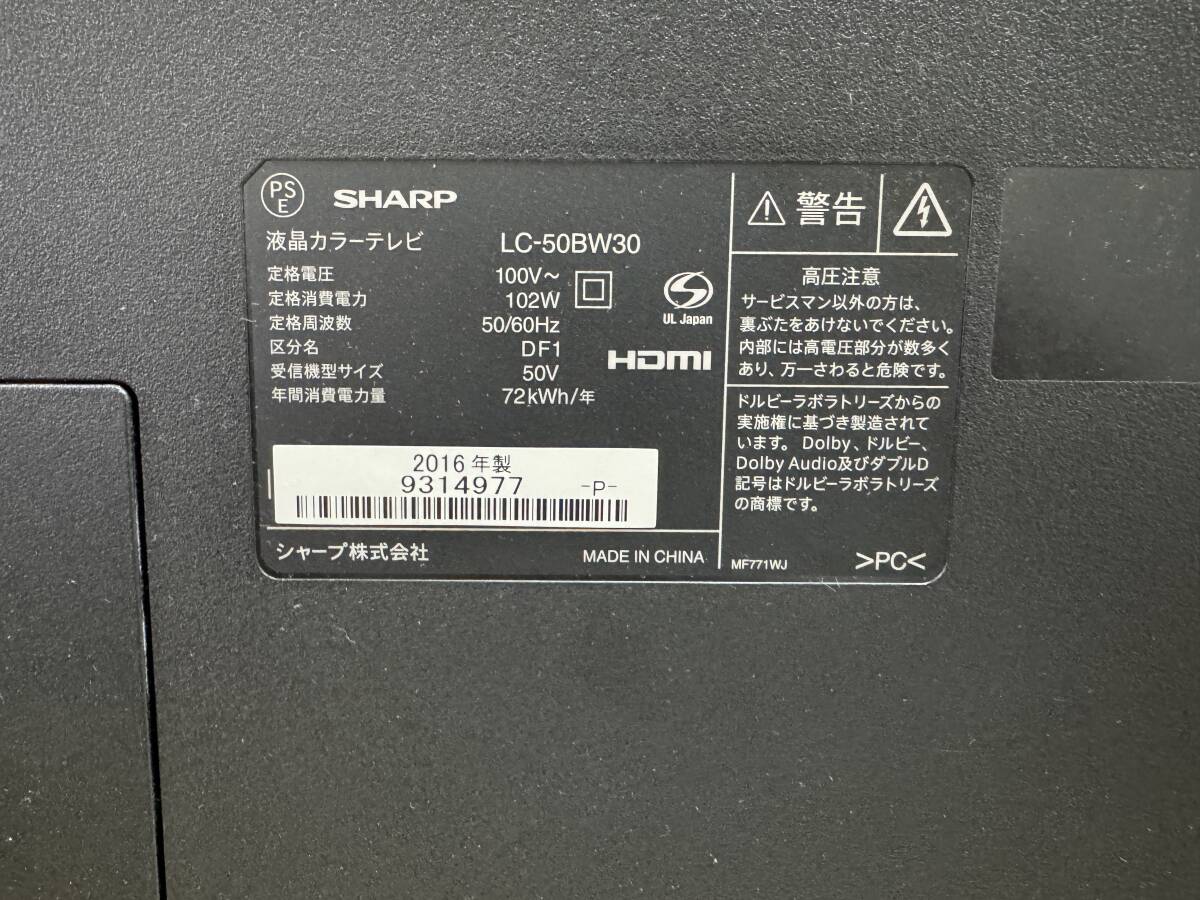 PS
E
SHARP
液晶カラーテレビ LC-50BW30
定格電圧 100V~
定格消費電力 102W
定格周波数 50/60Hz
区分名 DF1
受信機型サイズ 50V
年間消費電力量 72kWh/年
UL Japan
HDMI
2016 年製
9314977 -P-
シャープ株式会社 MADE IN CHINA
警告
高圧注意
サービスマン以外の方は、
裏ぶたをあけないでください。
内部には高電圧部分が数多く
あり、万一さわると危険です。
ドルビーラボラトリーズからの
実施権に基づき製造されて
います。Dolby、ドルビー、
Dolby Audio及びダブルD
記号はドルビーラボラトリーズ
の商標です。
MF771WJ >PC<